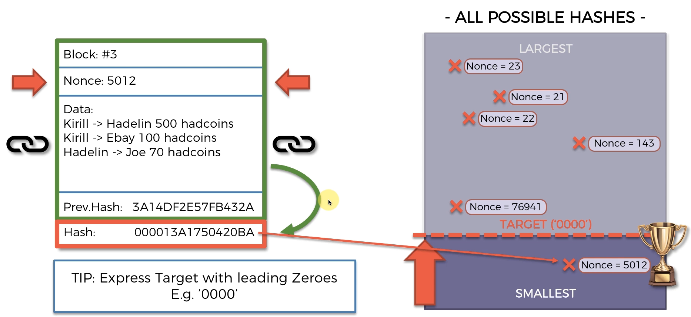 - ALL POSSIBLE HASHES -
Block: #3
Nonce: 5012
Data:
Kirill -> Hadelin 500 hadcoins
Kirill -> Ebay 100 hadcoins
Hadelin -> Joe 70 hadcoins
Prev.Hash: 3A14DF2E57FB432A
Hash: 000013A1750420BA
TIP: Express Target with leading Zeroes
E.g. '0000'
LARGEST
Nonce = 23
Nonce = 21
Nonce = 22
Nonce = 143
Nonce = 76941
TARGET ('0000')
Nonce = 5012
SMALLEST